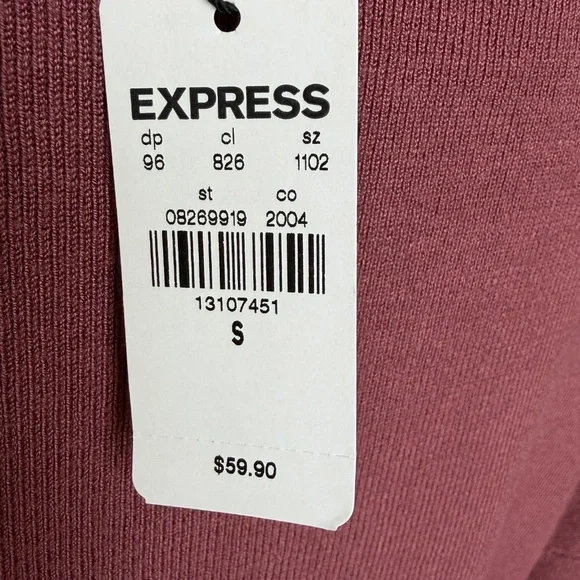 EXPRESS
dp cl sz
96 826 1102
st co
08269919 2004
13107451
S
$59.90